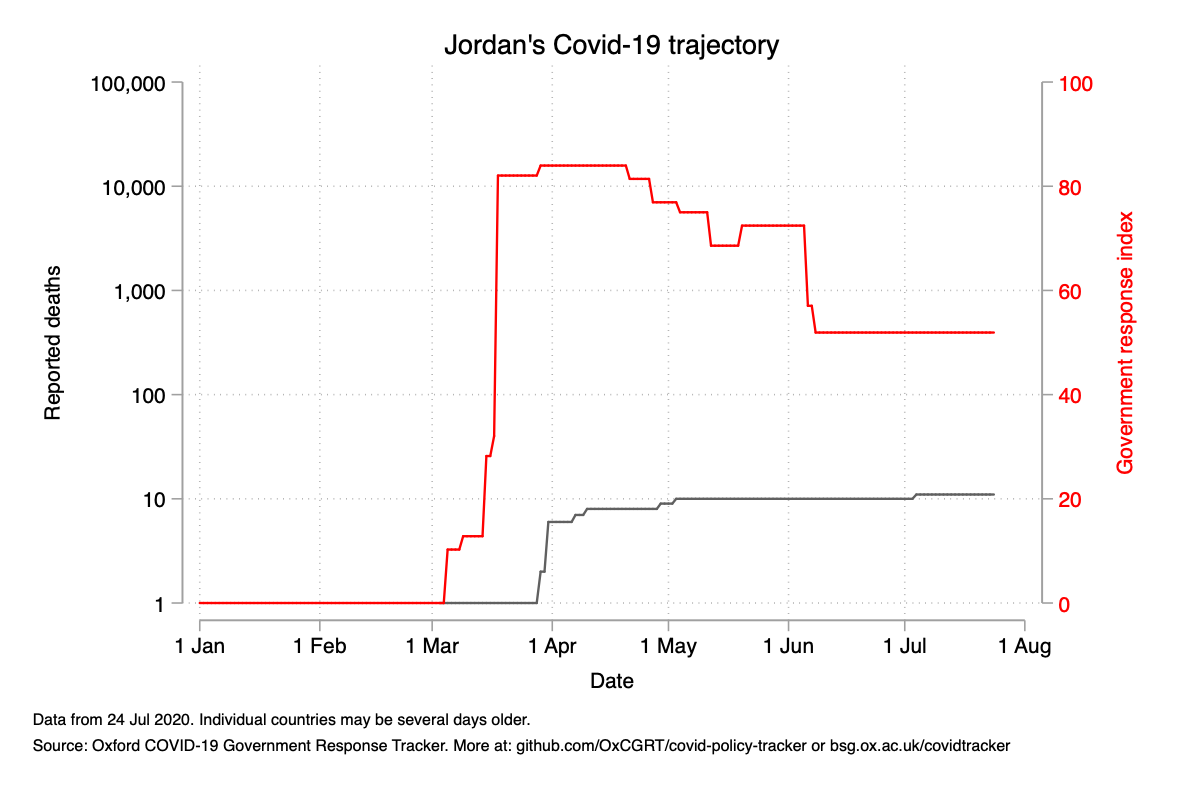 Jordan's Covid-19 trajectory
100,000
10,000
1,000
100
10
1
Reported deaths
100
80
60
40
20
0
Government response index
1 Jan 1 Feb 1 Mar 1 Apr 1 May 1 Jun 1 Jul 1 Aug
Date
Data from 24 Jul 2020. Individual countries may be several days older.
Source: Oxford COVID-19 Government Response Tracker. More at: github.com/OxCGRT/covid-policy-tracker or bsg.ox.ac.uk/covidtracker